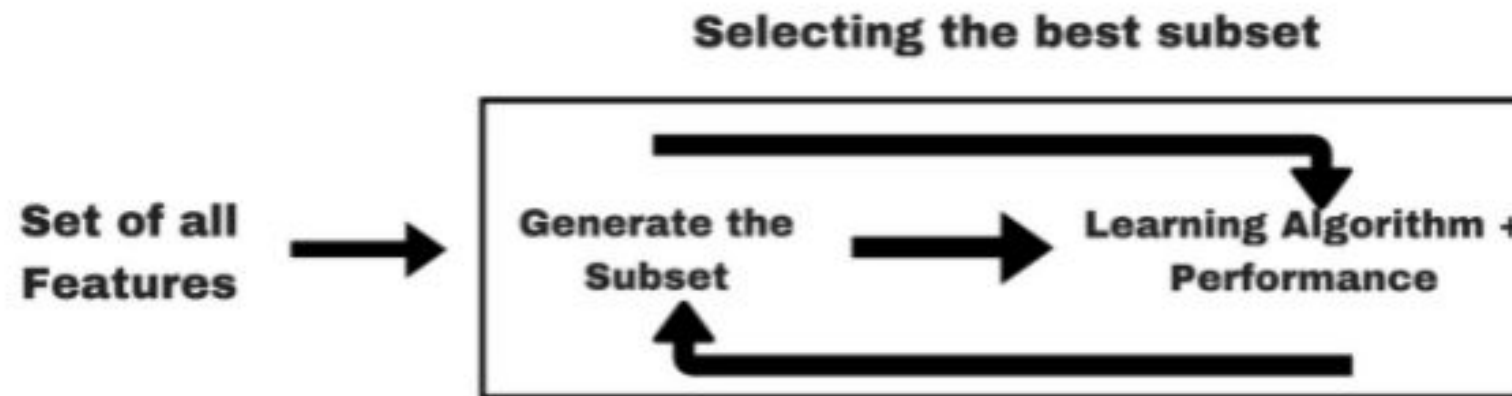 Selecting the best subset
Set of all
Features
Generate the
Subset
Learning Algorithm +
Performance